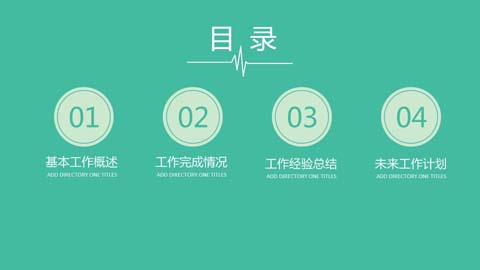 目 录
01
基本工作概述
ADD DIRECTORY ONE TITLES
02
工作完成情况
ADD DIRECTORY ONE TITLES
03
工作经验总结
ADD DIRECTORY ONE TITLES
04
未来工作计划
ADD DIRECTORY ONE TITLES